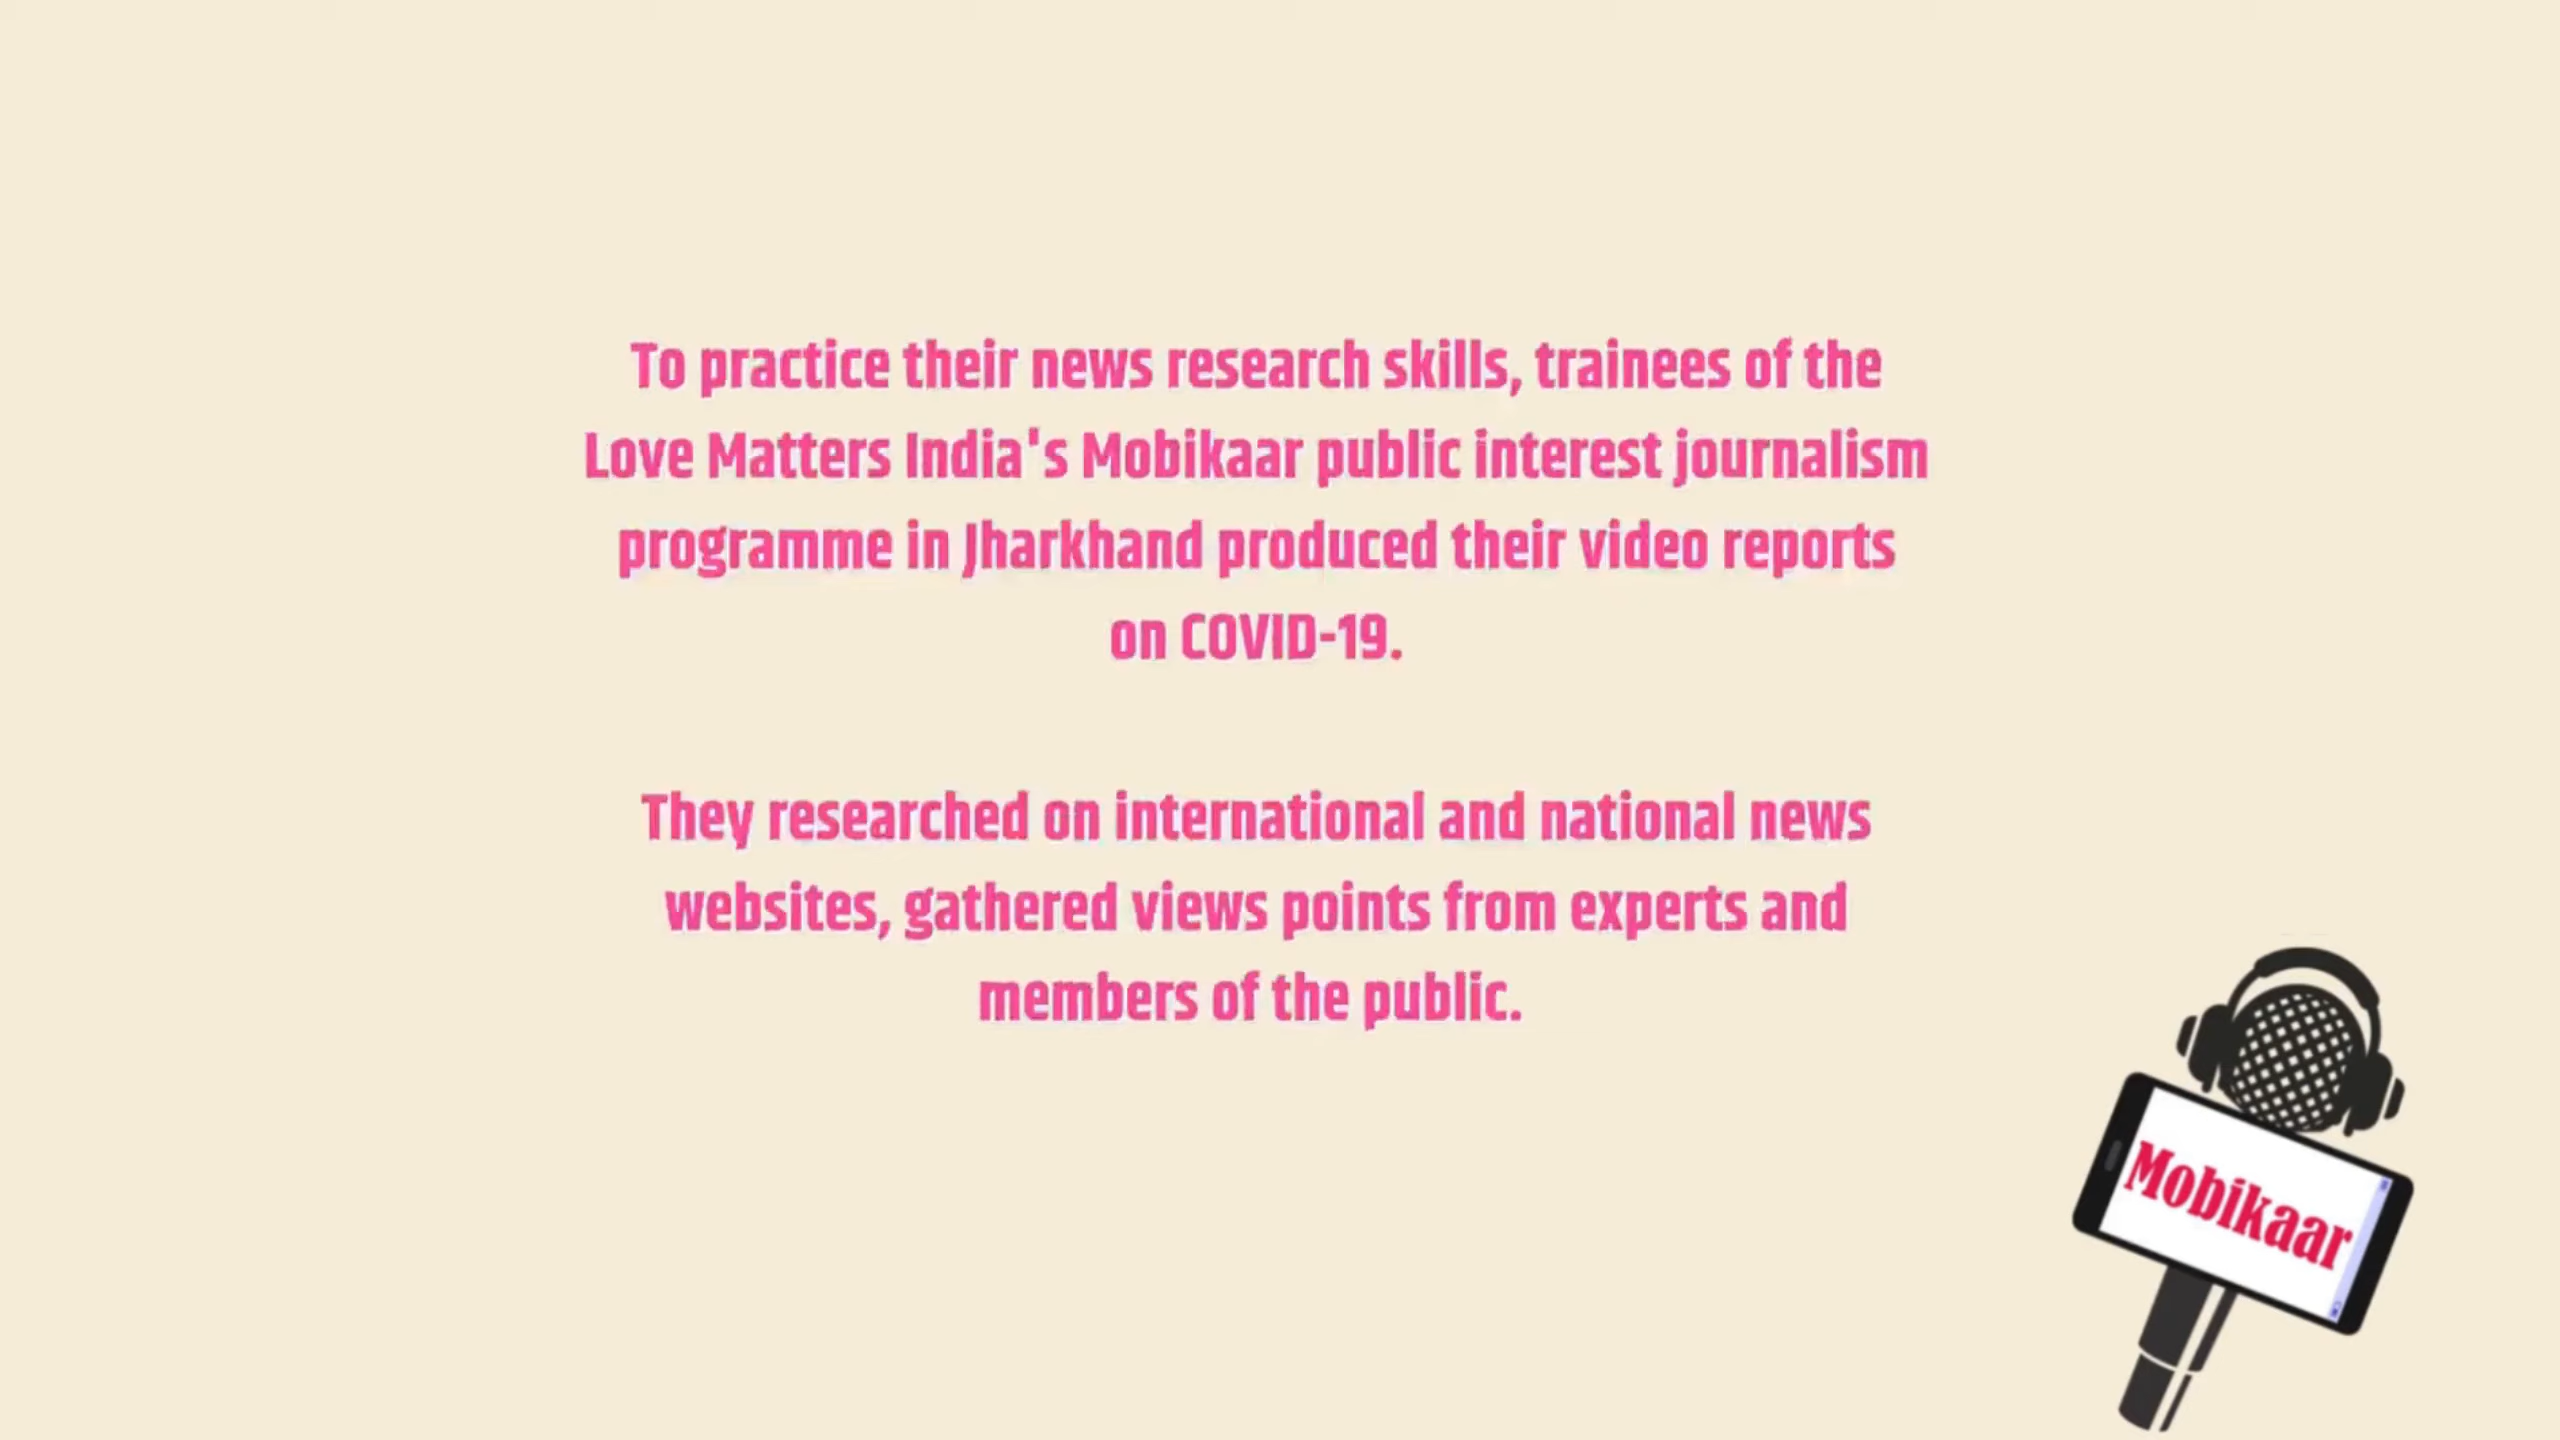 To practice their news research skills, trainees of the
Love Matters India's Mobikaar public interest journalism
programme in Jharkhand produced their video reports
on COVID-19.
They researched on international and national news
websites, gathered views points from experts and
members of the public.
Mobikaar